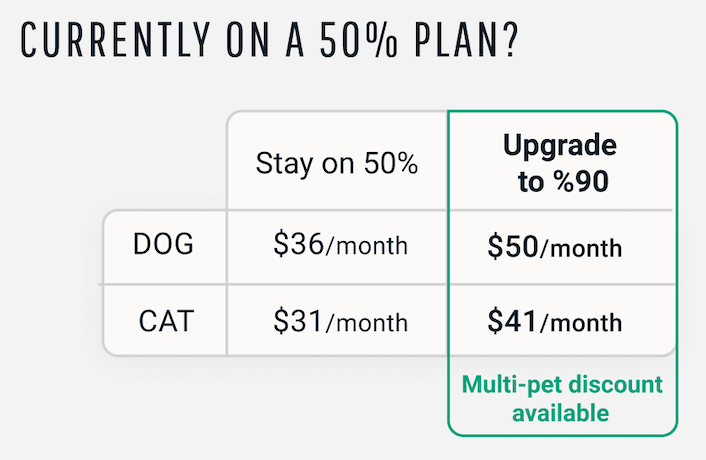 CURRENTLY ON A 50% PLAN?
Stay on 50%
Upgrade
to %90
DOG
$36/month
$50/month
CAT
$31/month
$41/month
Multi-pet discount
available